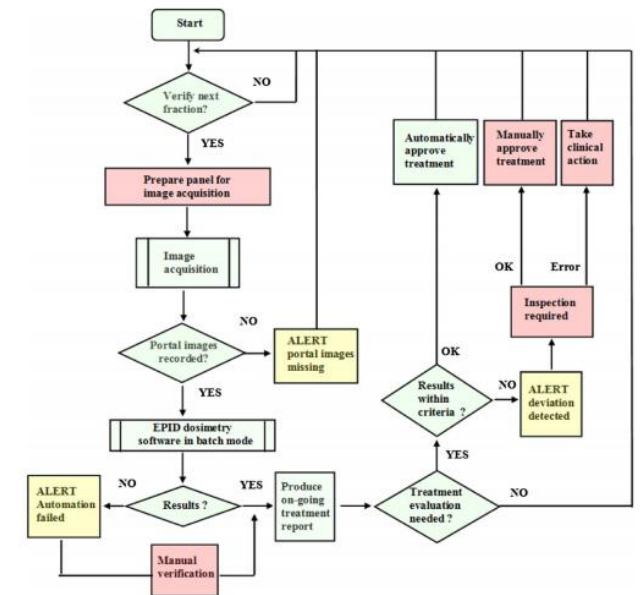 Start
NO
Verify next
fraction?
YES
Prepare panel for
image acquisition
Image
acquisition
NO
Portal images
recorded?
ALERT
portal images
missing
YES
EPID dosimetry
software in batch mode
NO
Results ?
YES
ALERT
Automation
failed
Manual
verification
Produce
on-going
treatment
report
Treatment
evaluation
needed ?
NO
YES
Results
within
criteria ?
NO
ALERT
deviation
detected
OK
Inspection
required
OK
Error
Automatically
approve
treatment
Manually
approve
treatment
Take
clinical
action